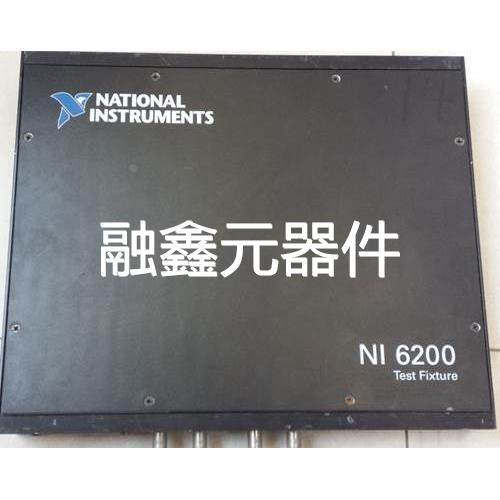 NATIONAL
INSTRUMENTS
融鑫元器件
NI 6200
Test Fixture